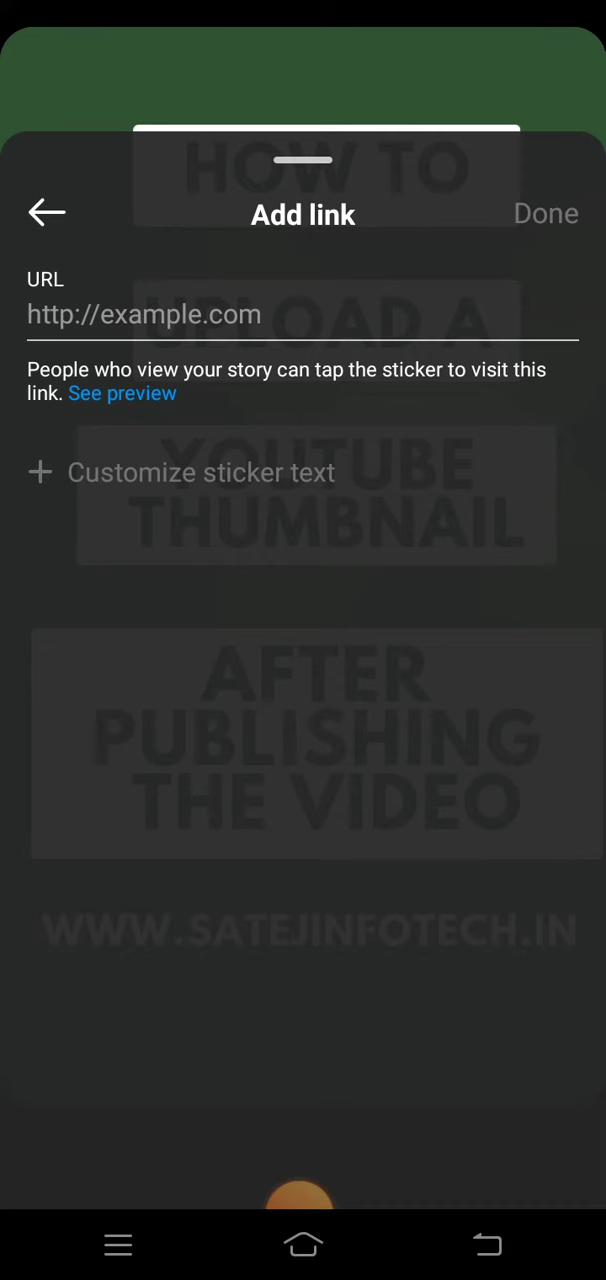 HOW TO
Add link
Done
URL
http://example.com
UPLOAD A
People who view your story can tap the sticker to visit this
link. See preview
Customize sticker text
YOUTUBE
THUMBNAIL
AFTER
PUBLISHING
THE VIDEO
WWW.SATEJINFOTECH.IN